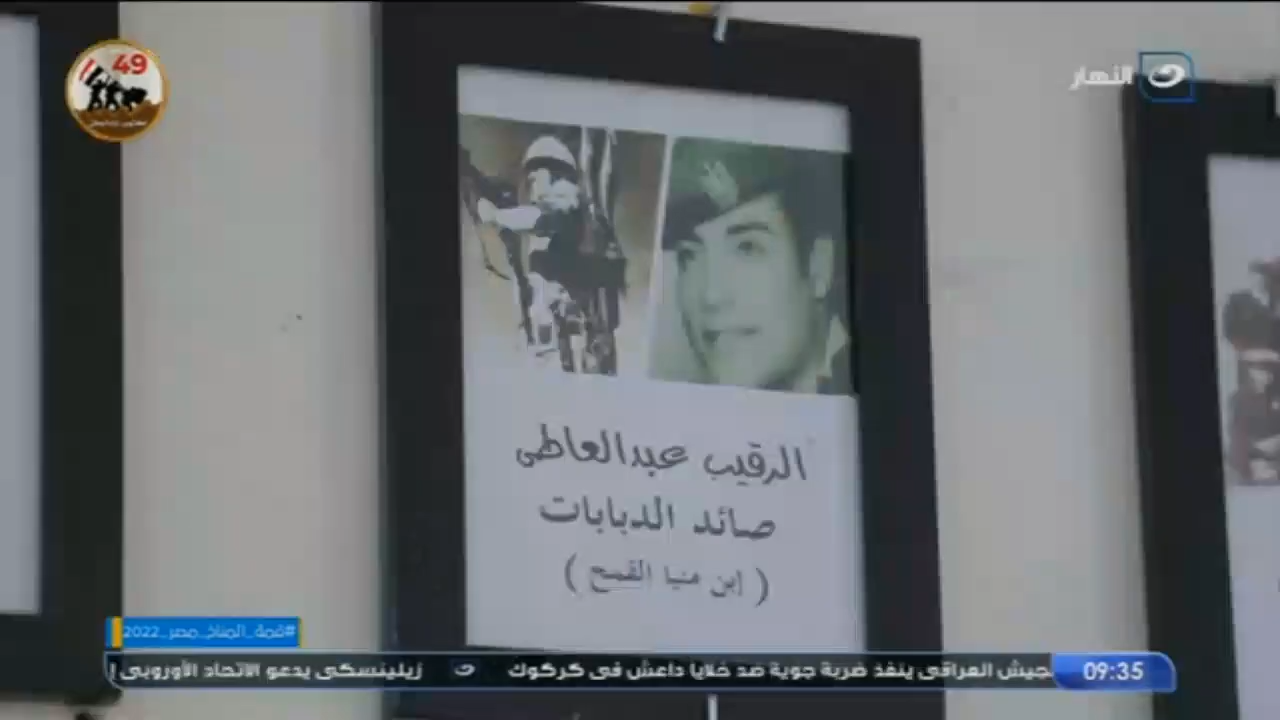 49
النهار
الرقيب عبدالعاطى
صائد الدبابات
( ابن منيا القمح )
#قمة_المناخ_مصر_2022
لجيش العراقى ينفذ ضربة جوية ضد خلايا داعش فى كركوك
زيلينسكى يدعو الاتحاد الأوروبى إ
09:35